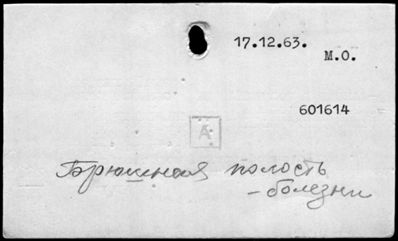 17.12.63.
М.О.
601614
А
Брюшная полость
-болезни